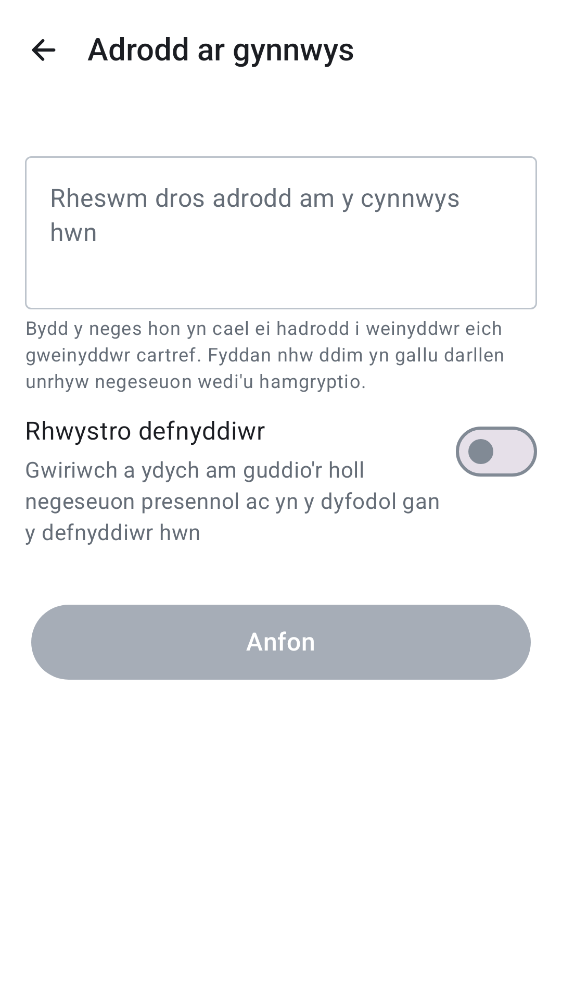 Adrodd ar gynnwys
Rheswm dros adrodd am y cynnwys
hwn
Bydd y neges hon yn cael ei hadrodd i weinyddwr eich
gweinyddwr cartref. Fyddan nhw ddim yn gallu darllen
unrhyw negeseuon wedi'u hamgryptio.
Rhwystro defnyddiwr
Gwiriwch a ydych am guddio'r holl
negeseuon presennol ac yn y dyfodol gan
y defnyddiwr hwn
Anfon